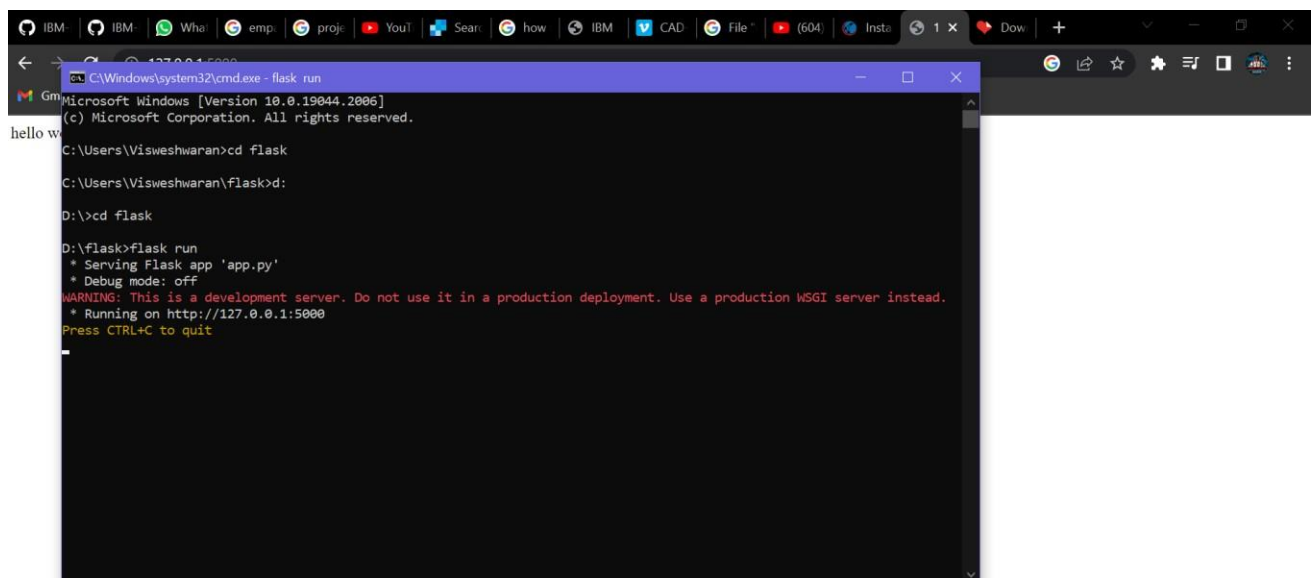 IBM- IBM- What emp: proje YouT Sear how IBM CAD File (604) Insta 1 Dow
127.0.0.1:5000
C:\Windows\system32\cmd.exe - flask run
Gm
Microsoft Windows [Version 10.0.19044.2006]
(c) Microsoft Corporation. All rights reserved.
hello w
C:\Users\Visweshwaran>cd flask
C:\Users\Visweshwaran\flask>d:
D:\>cd flask
D:\flask>flask run
* Serving Flask app 'app.py'
* Debug mode: off
WARNING: This is a development server. Do not use it in a production deployment. Use a production WSGI server instead.
* Running on http://127.0.0.1:5000
Press CTRL+C to quit